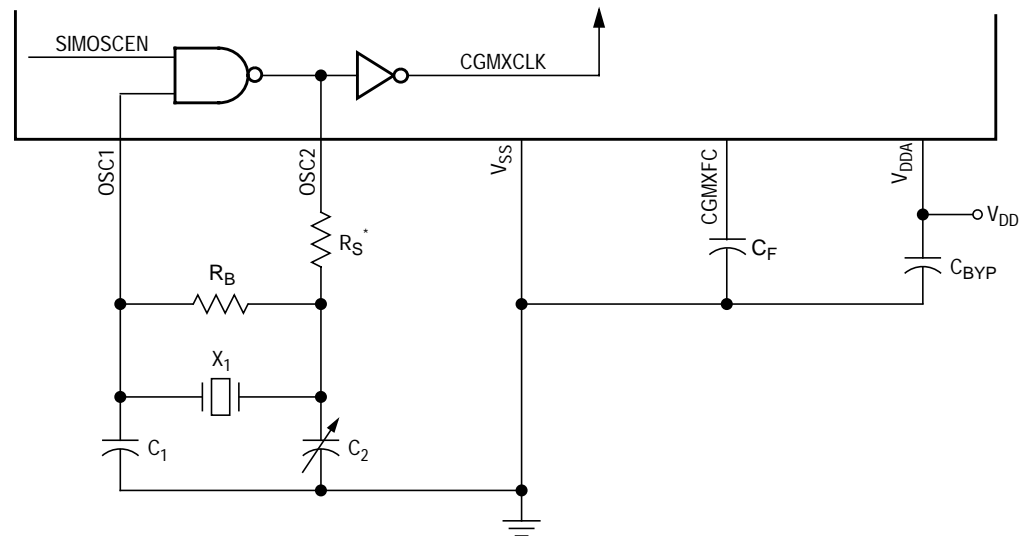 SIMOSCEN
CGMXCLK
OSC1
OSC2
VSS
CGMXFC
VDDA
VDD
RS*
CF
CBYP
RB
X1
C1
C2